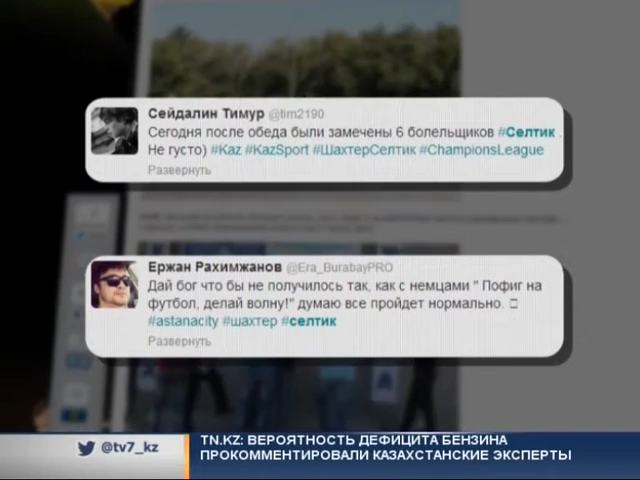 Сейдалин Тимур @tim2190
Сегодня после обеда были замечены 6 болельщиков #Селтик .
Не густо) #Kaz #KazSport #ШахтерСелтик #ChampionsLeague
Развернуть
Ержан Рахимжанов @Era_BurabayPRO
Дай бог что бы не получилось так, как с немцами " Пофиг на
футбол, делай волну!" думаю все пройдет нормально.
#astanacity #шахтер #селтик
Развернуть
@tv7_kz
TN.KZ: ВЕРОЯТНОСТЬ ДЕФИЦИТА БЕНЗИНА
ПРОКОММЕНТИРОВАЛИ КАЗАХСТАНСКИЕ ЭКСПЕРТЫ